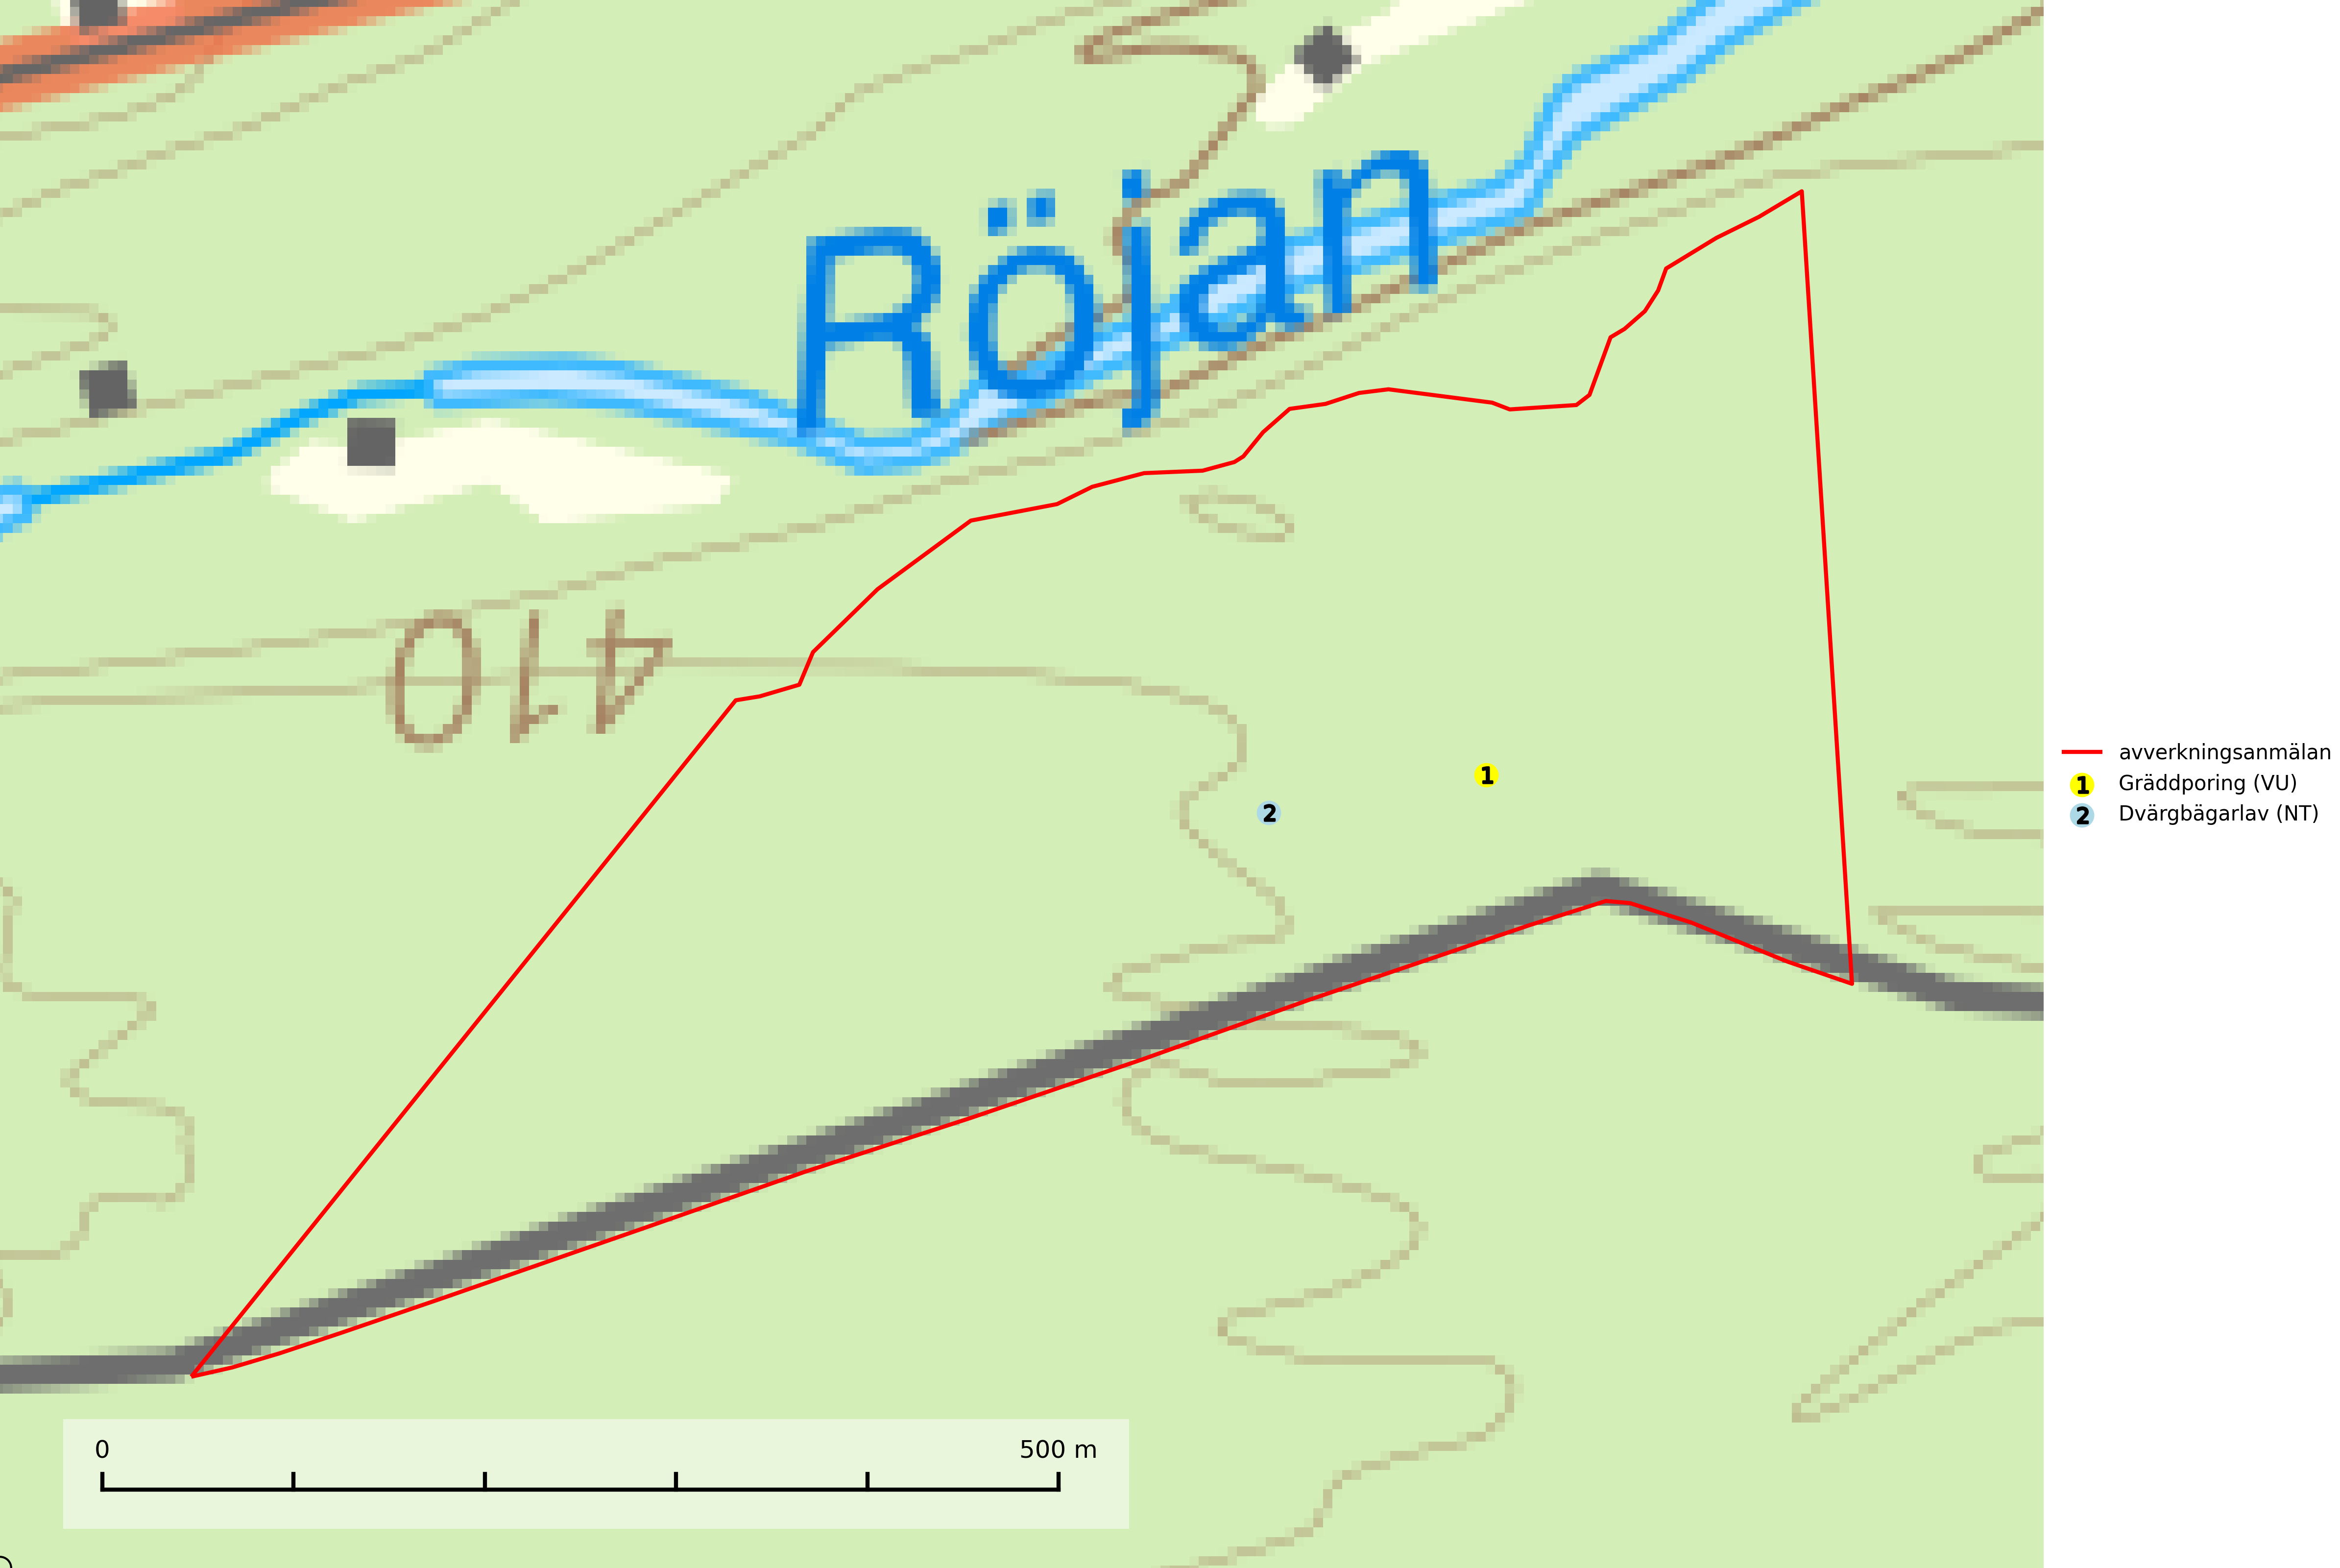 Röjan
410
avverkningsanmälan
1 Gräddporing (VU)
2 Dvärgbägarlav (NT)
1
2
0 500 m